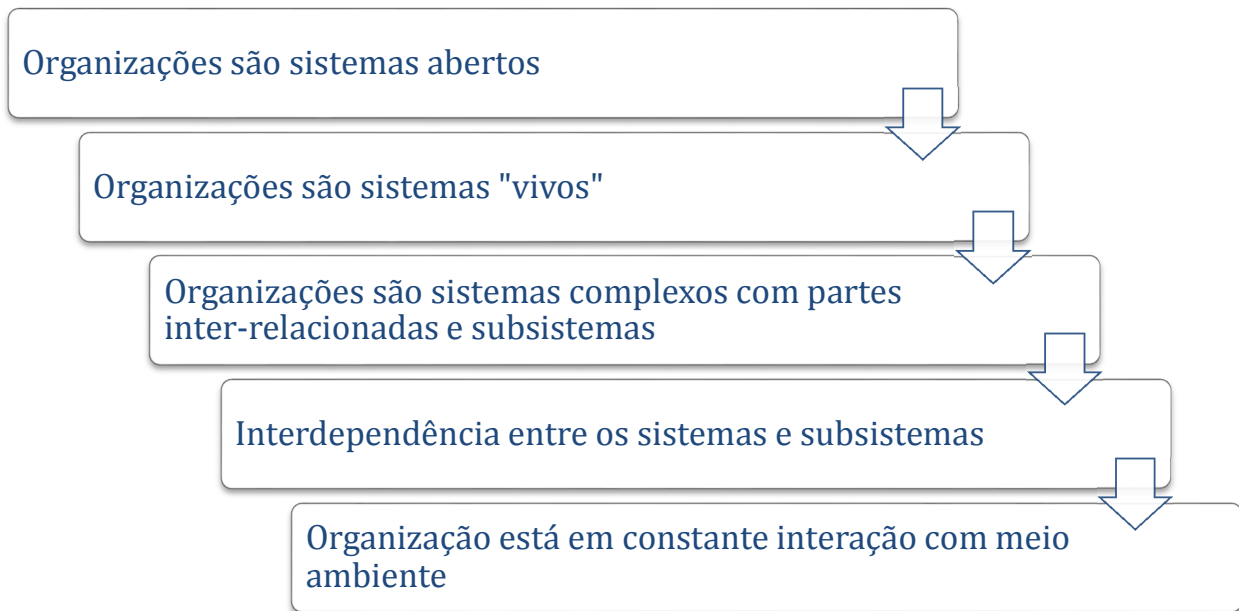 Organizações são sistemas abertos
Organizações são sistemas "vivos"
Organizações são sistemas complexos com partes
inter-relacionadas e subsistemas
Interdependência entre os sistemas e subsistemas
Organização está em constante interação com meio
ambiente